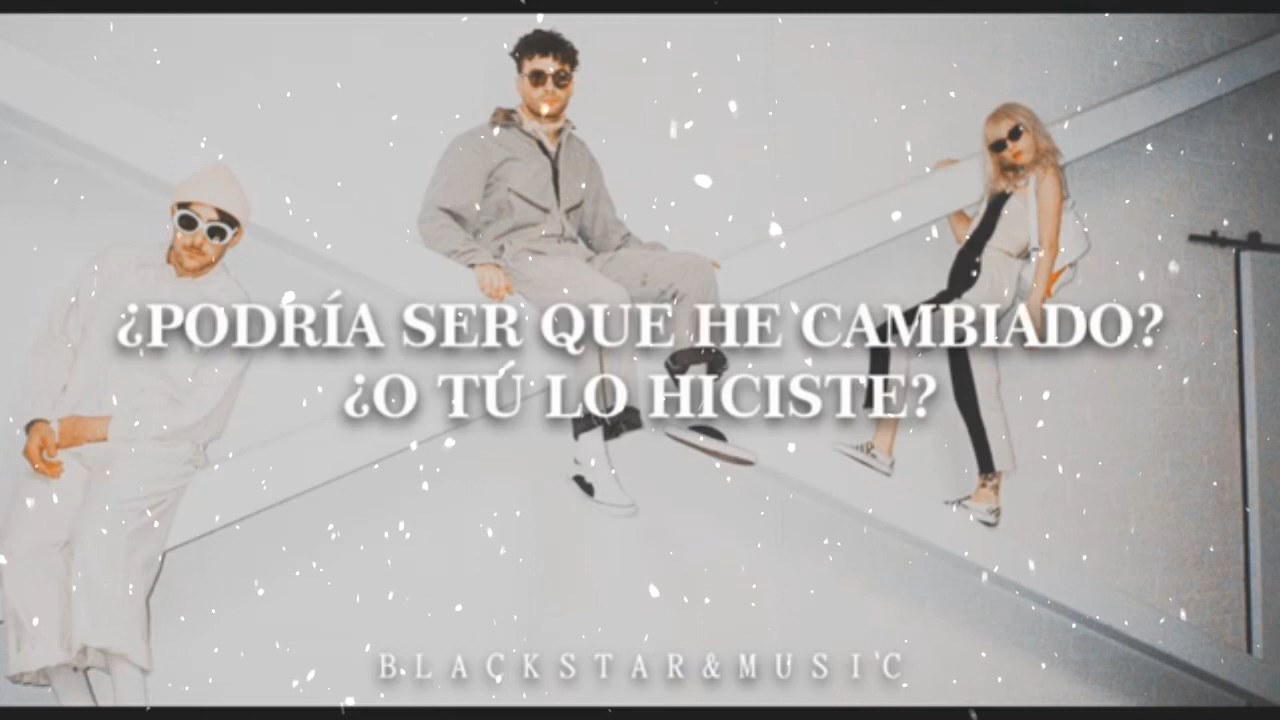 ¿PODRÍA SER QUE HE CAMBIADO?
¿O TÚ LO HICISTE?
BLACKSTAR&MUSIC